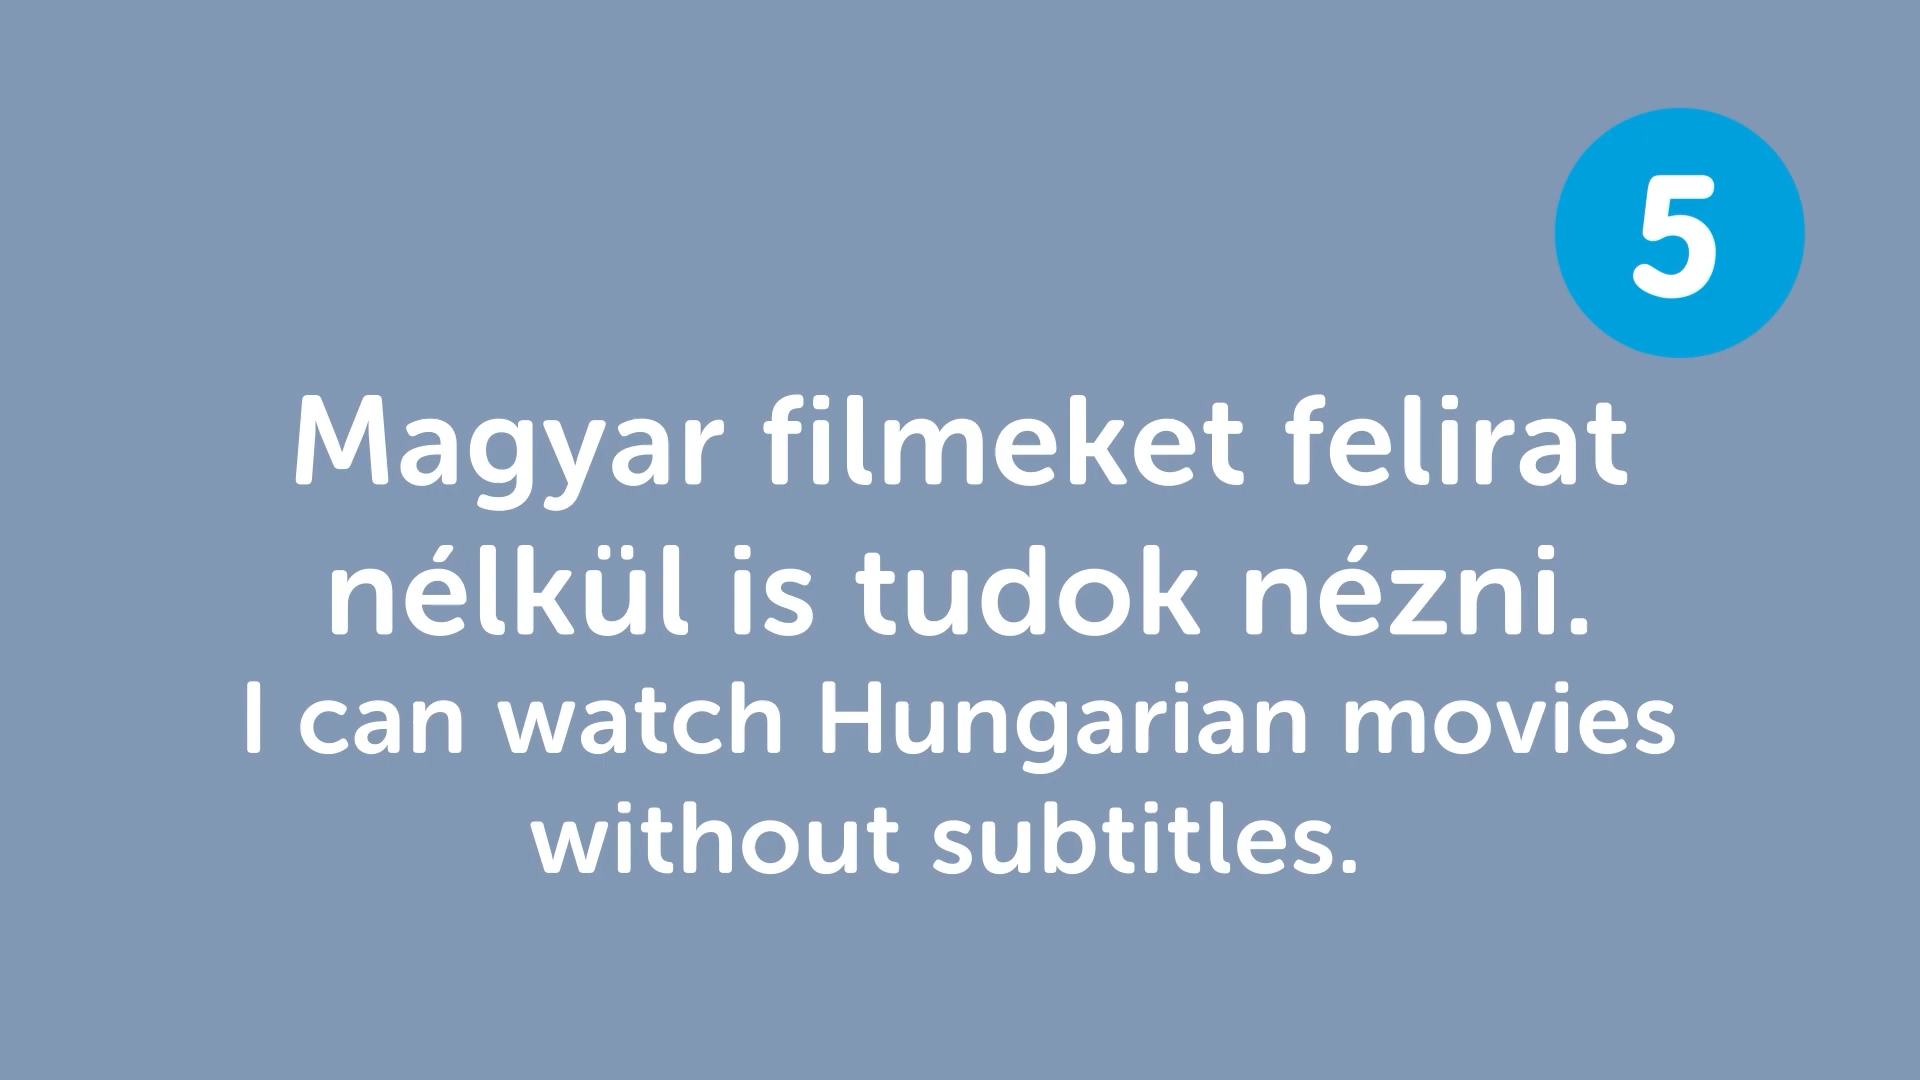 5
Magyar filmeket felirat
nélkül is tudok nézni.
I can watch Hungarian movies
without subtitles.